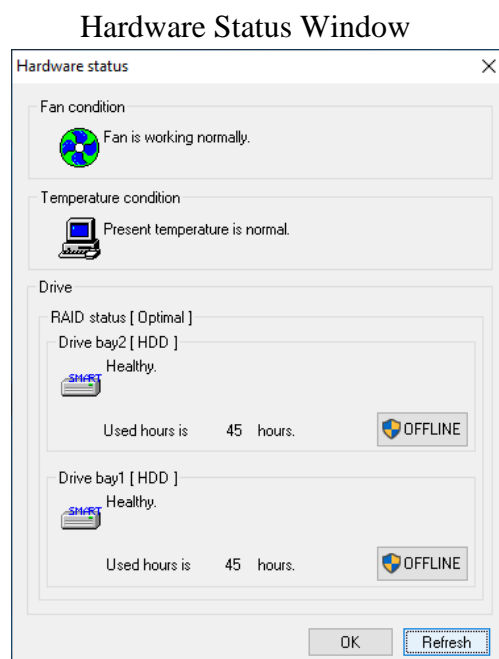 Hardware Status Window
Hardware status
Fan condition
Fan is working normally.
Temperature condition
Present temperature is normal.
Drive
RAID status [ Optimal ]
Drive bay2 [ HDD ]
Healthy.
SMART
Used hours is 45 hours.
OFFLINE
Drive bay1 [ HDD ]
Healthy.
SMART
Used hours is 45 hours.
OFFLINE
OK
Refresh